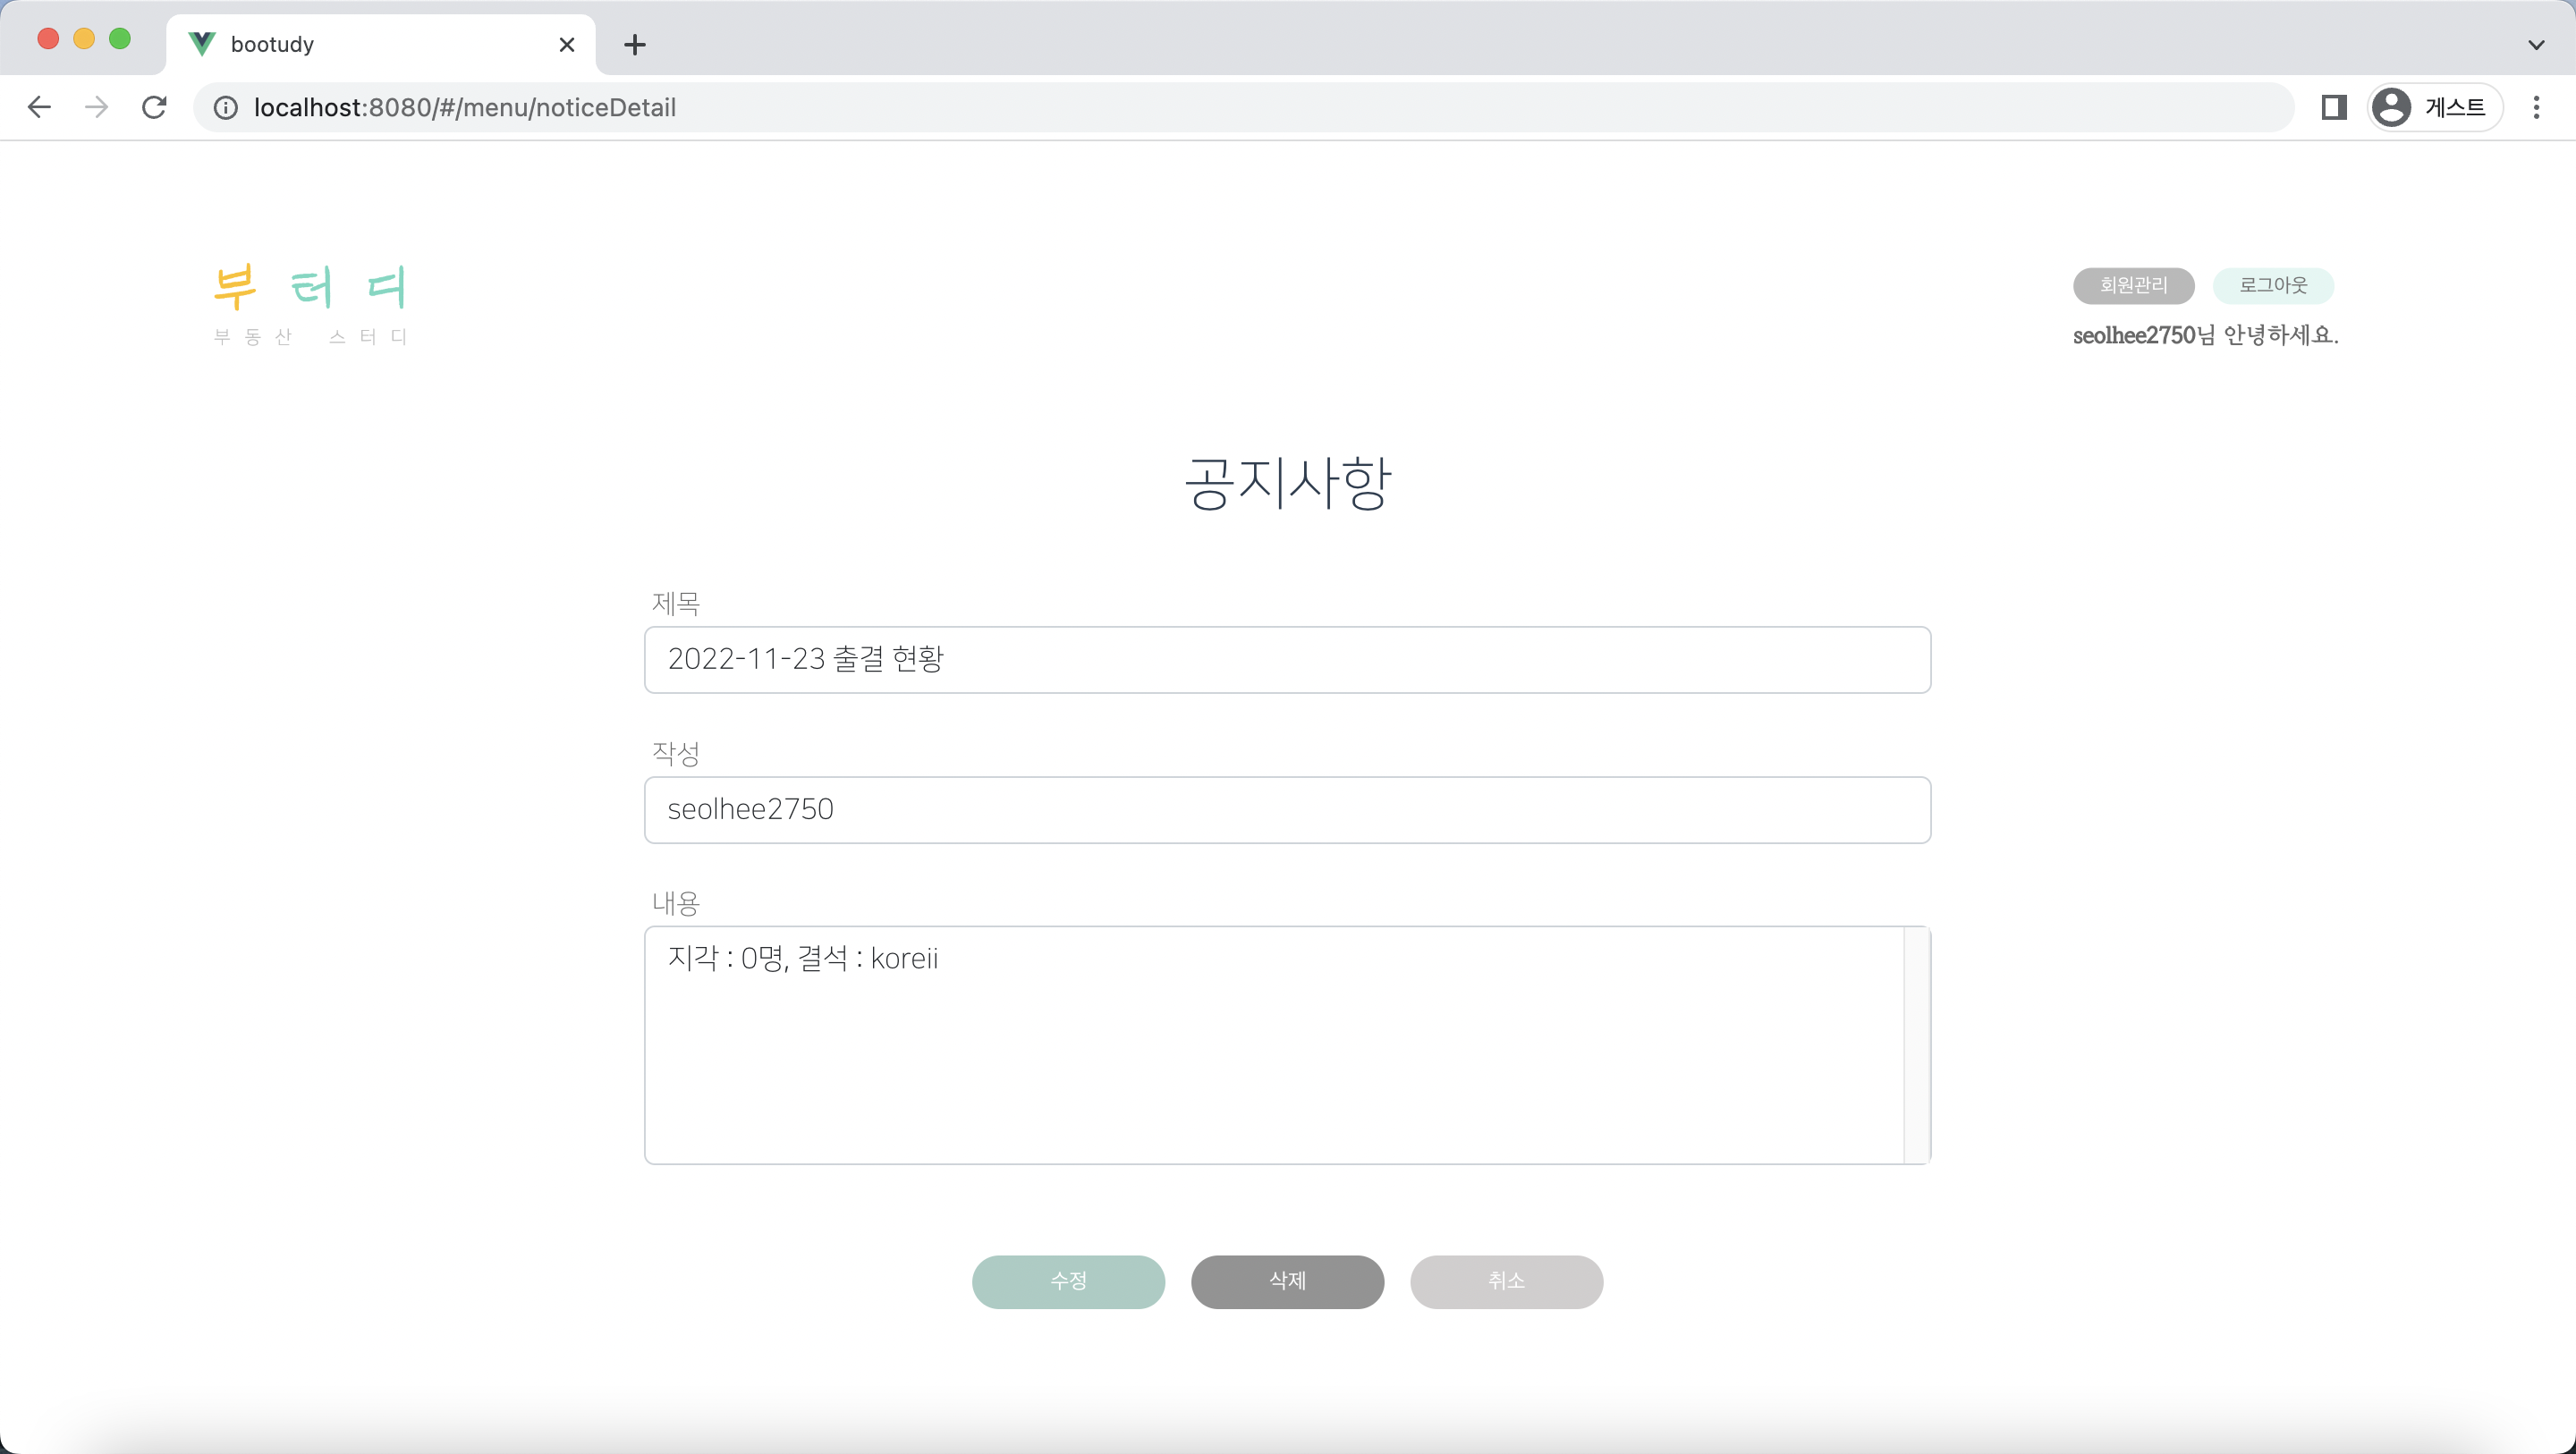 bootudy
localhost:8080/#/menu/noticeDetail
게스트
부 터 디
부동산 스터디
회원관리
로그아웃
seolhee2750님 안녕하세요.
공지사항
제목
2022-11-23 출결 현황
작성
seolhee2750
내용
지각 : 0명, 결석 : koreii
수정
삭제
취소